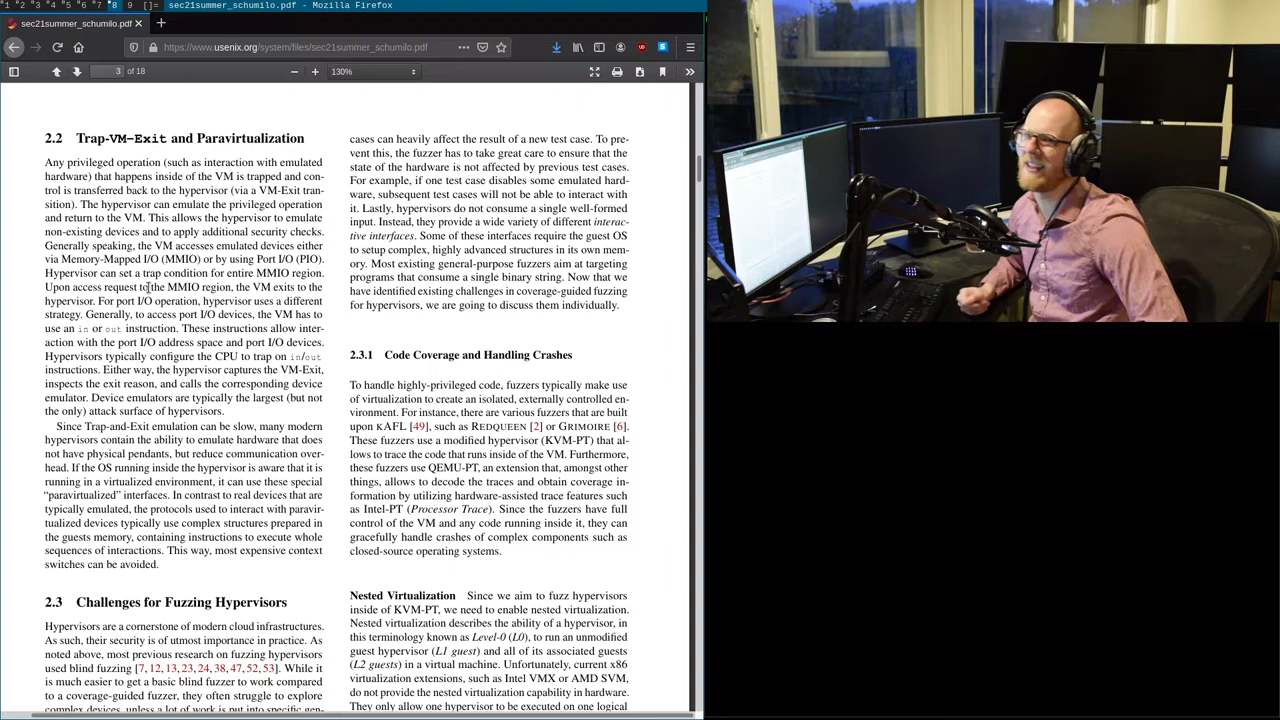 1 2 3 4 5 6 7 8 9 []= sec21summer_schumilo.pdf - Mozilla Firefox
sec21summer_schumilo.pdf
https://www.usenix.org/system/files/sec21summer_schumilo.pdf
3 of 18
130%
2.2 Trap-VM-Exit and Paravirtualization
Any privileged operation (such as interaction with emulated
hardware) that happens inside of the VM is trapped and con-
trol is transferred back to the hypervisor (via a VM-Exit tran-
sition). The hypervisor can emulate the privileged operation
and return to the VM. This allows the hypervisor to emulate
non-existing devices and to apply additional security checks.
Generally speaking, the VM accesses emulated devices either
via Memory-Mapped I/O (MMIO) or by using Port I/O (PIO).
Hypervisor can set a trap condition for entire MMIO region.
Upon access request to the MMIO region, the VM exits to the
hypervisor. For port I/O operation, hypervisor uses a different
strategy. Generally, to access port I/O devices, the VM has to
use an in or out instruction. These instructions allow inter-
action with the port I/O address space and port I/O devices.
Hypervisors typically configure the CPU to trap on in/out
instructions. Either way, the hypervisor captures the VM-Exit,
inspects the exit reason, and calls the corresponding device
emulator. Device emulators are typically the largest (but not
the only) attack surface of hypervisors.
Since Trap-and-Exit emulation can be slow, many modern
hypervisors contain the ability to emulate hardware that does
not have physical pendants, but reduce communication over-
head. If the OS running inside the hypervisor is aware that it is
running in a virtualized environment, it can use these special
“paravirtualized” interfaces. In contrast to real devices that are
typically emulated, the protocols used to interact with paravir-
tualized devices typically use complex structures prepared in
the guests memory, containing instructions to execute whole
sequences of interactions. This way, most expensive context
switches can be avoided.
2.3 Challenges for Fuzzing Hypervisors
Hypervisors are a cornerstone of modern cloud infrastructures.
As such, their security is of utmost importance in practice. As
noted above, most previous research on fuzzing hypervisors
used blind fuzzing [7, 12, 13, 23, 24, 38, 47, 52, 53]. While it
is much easier to get a basic blind fuzzer to work compared
to a coverage-guided fuzzer, they often struggle to explore
complex devices, unless a lot of work is put into specific gen-
cases can heavily affect the result of a new test case. To pre-
vent this, the fuzzer has to take great care to ensure that the
state of the hardware is not affected by previous test cases.
For example, if one test case disables some emulated hard-
ware, subsequent test cases will not be able to interact with
it. Lastly, hypervisors do not consume a single well-formed
input. Instead, they provide a wide variety of different interac-
tive interfaces. Some of these interfaces require the guest OS
to setup complex, highly advanced structures in its own mem-
ory. Most existing general-purpose fuzzers aim at targeting
programs that consume a single binary string. Now that we
have identified existing challenges in coverage-guided fuzzing
for hypervisors, we are going to discuss them individually.
2.3.1 Code Coverage and Handling Crashes
To handle highly-privileged code, fuzzers typically make use
of virtualization to create an isolated, externally controlled en-
vironment. For instance, there are various fuzzers that are built
upon kAFL [49], such as REDQUEEN [2] or GRIMOIRE [6].
These fuzzers use a modified hypervisor (KVM-PT) that al-
lows to trace the code that runs inside of the VM. Furthermore,
these fuzzers use QEMU-PT, an extension that, amongst other
things, allows to decode the traces and obtain coverage in-
formation by utilizing hardware-assisted trace features such
as Intel-PT (Processor Trace). Since the fuzzers have full
control of the VM and any code running inside it, they can
gracefully handle crashes of complex components such as
closed-source operating systems.
Nested Virtualization Since we aim to fuzz hypervisors
inside of KVM-PT, we need to enable nested virtualization.
Nested virtualization describes the ability of a hypervisor, in
this terminology known as Level-0 (L0), to run an unmodified
guest hypervisor (L1 guest) and all of its associated guests
(L2 guests) in a virtual machine. Unfortunately, current x86
virtualization extensions, such as Intel VMX or AMD SVM,
do not provide the nested virtualization capability in hardware.
They only allow one hypervisor to be executed on one logical